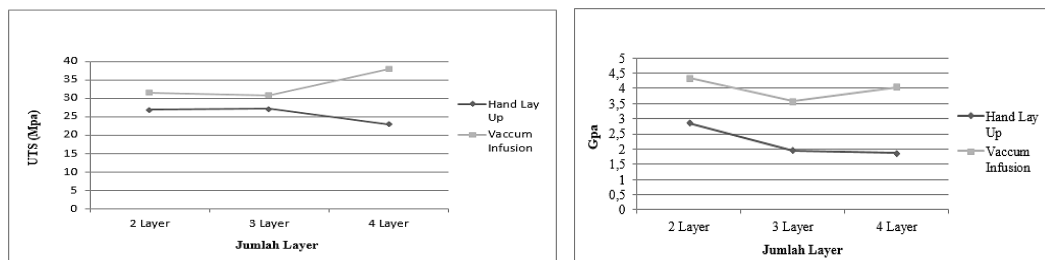 40
35
30
25
20
15
10
5
0
UTS (Mpa)
2 Layer 3 Layer 4 Layer
Jumlah Layer
Hand Lay
Up
Vaccum
Infusion
5
4,5
4
3,5
3
2,5
2
1,5
1
0,5
0
Gpa
2 Layer 3 Layer 4 Layer
Jumlah Layer
Hand Lay
Up
Vaccum
Infusion